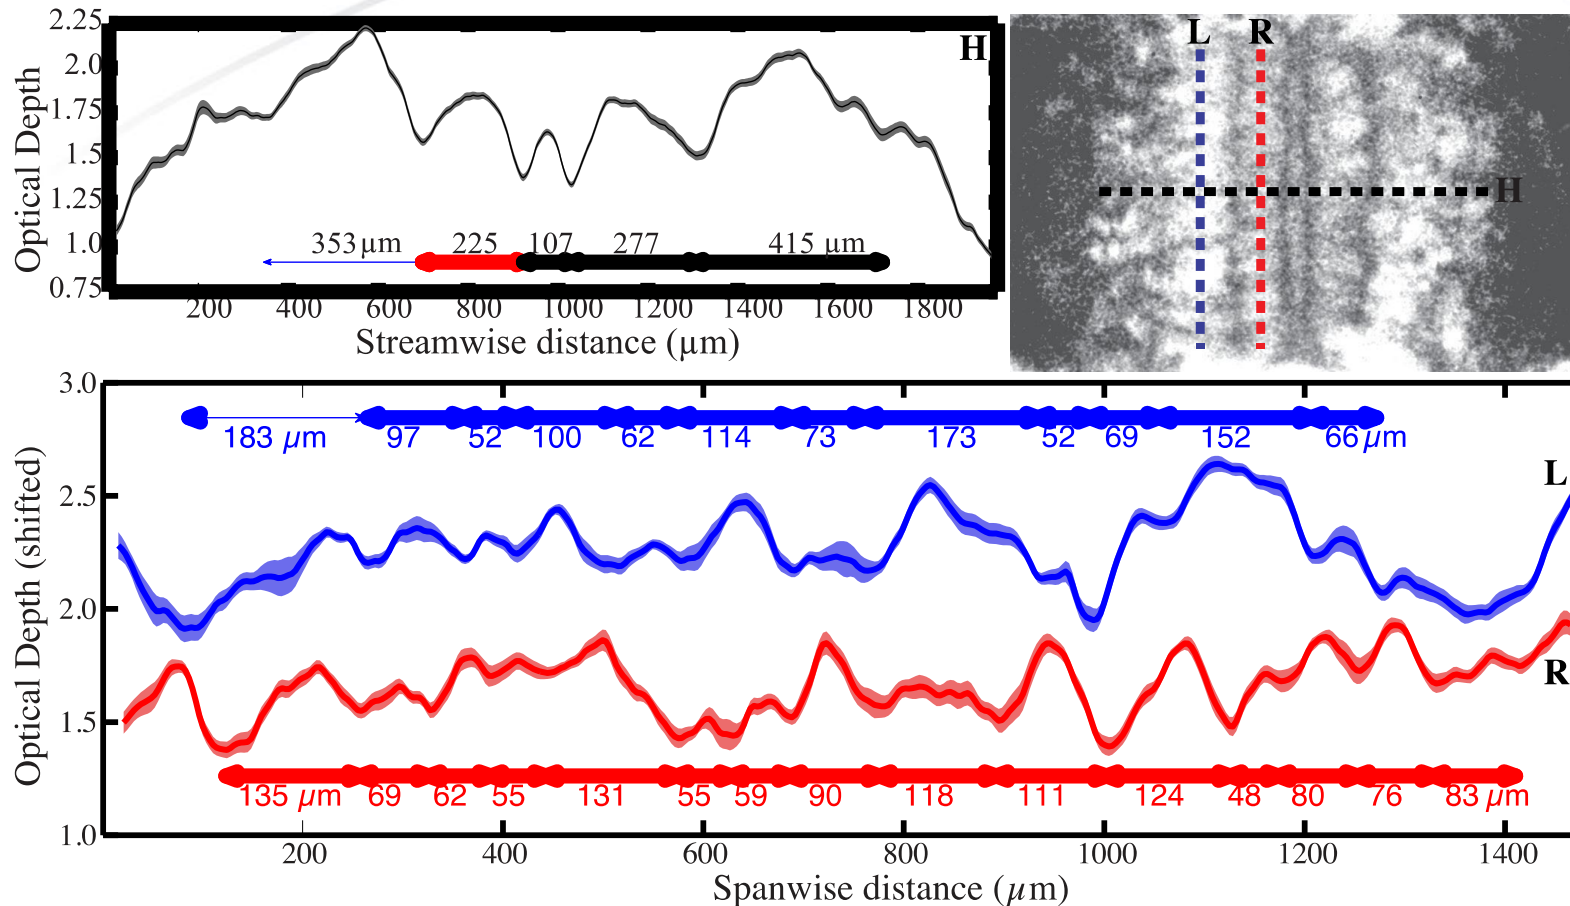 2.25
2.0
1.75
1.5
1.25
1.0
0.75
Optical Depth
H
353 µm 225 107 277 415 µm
200 400 600 800 1000 1200 1400 1600 1800
Streamwise distance (µm)
L R
H
3.0
2.5
2.0
1.5
1.0
Optical Depth (shifted)
183 µm 97 52 100 62 114 73 173 52 69 152 66 µm
L
R
135 µm 69 62 55 131 55 59 90 118 111 124 48 80 76 83 µm
200 400 600 800 1000 1200 1400
Spanwise distance (µm)